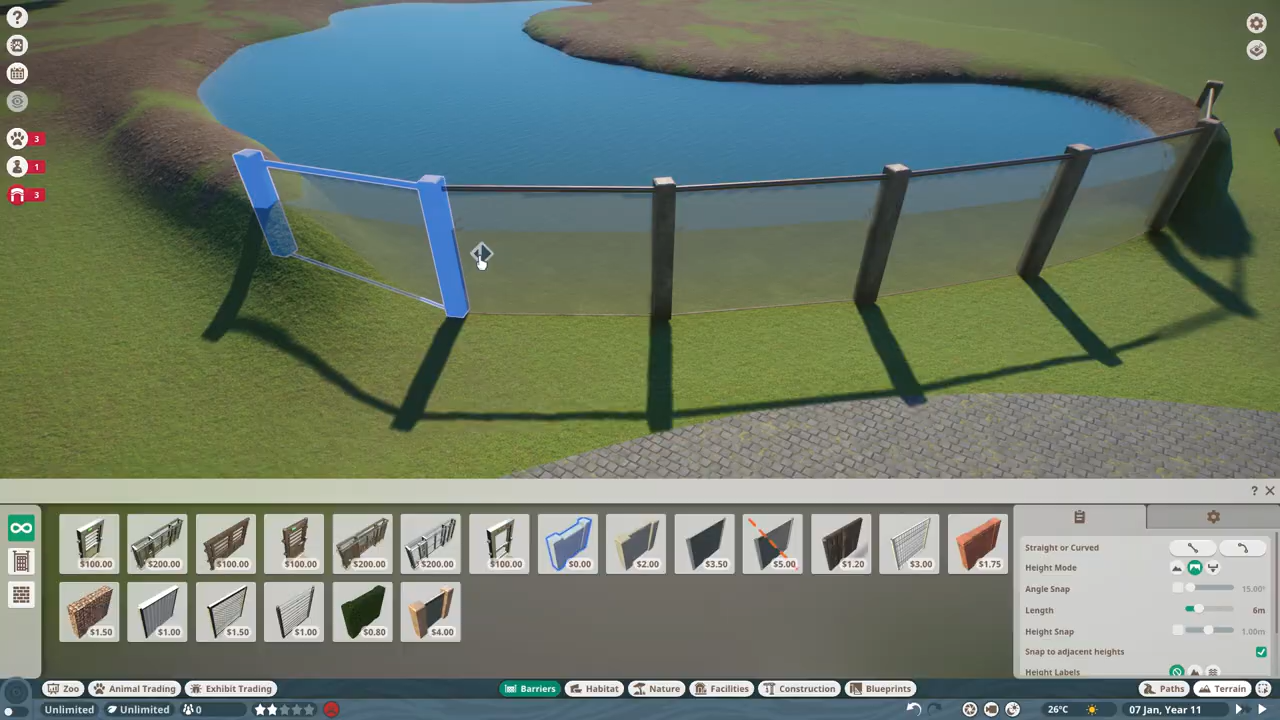 ?
3
1
3
? ×
$100.00 $200.00 $100.00 $100.00 $200.00 $200.00 $100.00 $0.00 $2.00 $3.50 $5.00 $1.20 $3.00 $1.75
$1.50 $1.00 $1.50 $1.00 $0.80 $4.00
Straight or Curved
Height Mode
Angle Snap 15.00°
Length 6m
Height Snap 1.00m
Snap to adjacent heights
Height Labels
Zoo Animal Trading Exhibit Trading Barriers Habitat Nature Facilities Construction Blueprints Paths Terrain
Unlimited Unlimited 0 26°C 07 Jan, Year 11